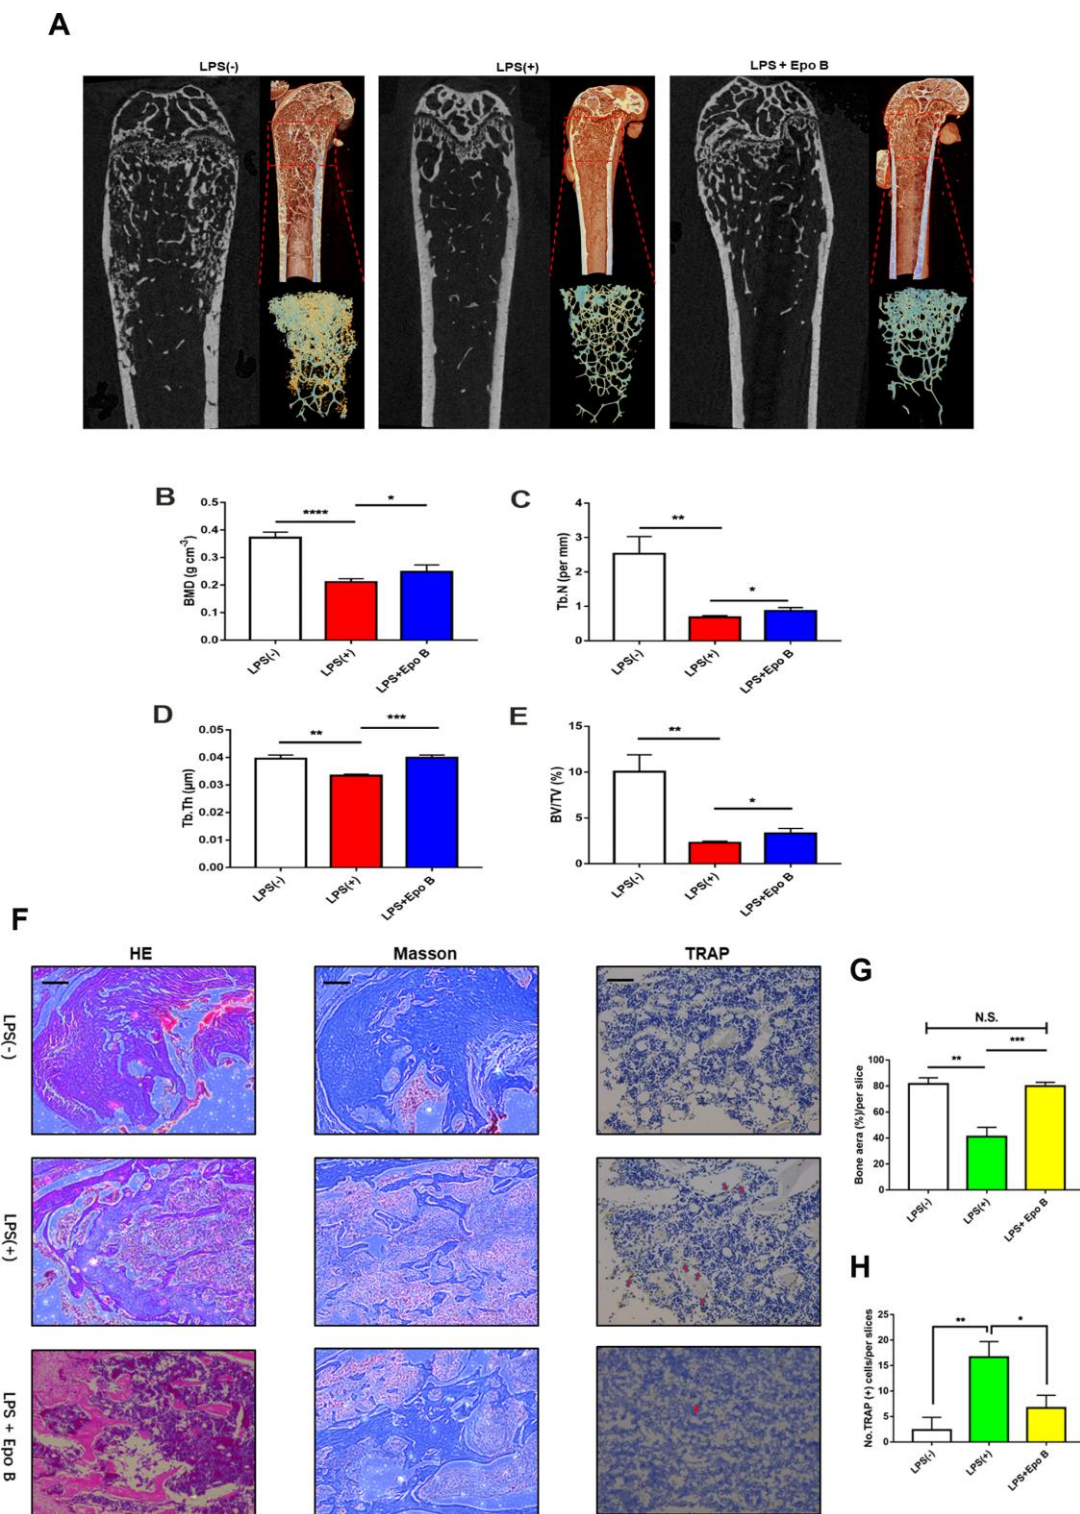 A
LPS(-)
LPS(+)
LPS + Epo B
B
BMD (g cm-3)
0.5
0.4
0.3
0.2
0.1
0.0
****
*
LPS(-)
LPS(+)
LPS+Epo B
C
Tb.N (per mm)
4
3
2
1
0
**
*
LPS(-)
LPS(+)
LPS+Epo B
D
Tb.Th (μm)
0.05
0.04
0.03
0.02
0.01
0.00
**
***
LPS(-)
LPS(+)
LPS+Epo B
E
BV/TV (%)
15
10
5
0
**
*
LPS(-)
LPS(+)
LPS+Epo B
F
HE
Masson
TRAP
LPS(-)
LPS(+)
LPS + Epo B
G
N.S.
**
***
Bone aera (%)/per slice
100
80
60
40
20
0
LPS(-)
LPS(+)
LPS+ Epo B
H
No.TRAP (+) cells/per slices
25
20
15
10
5
0
**
*
LPS(-)
LPS(+)
LPS+Epo B